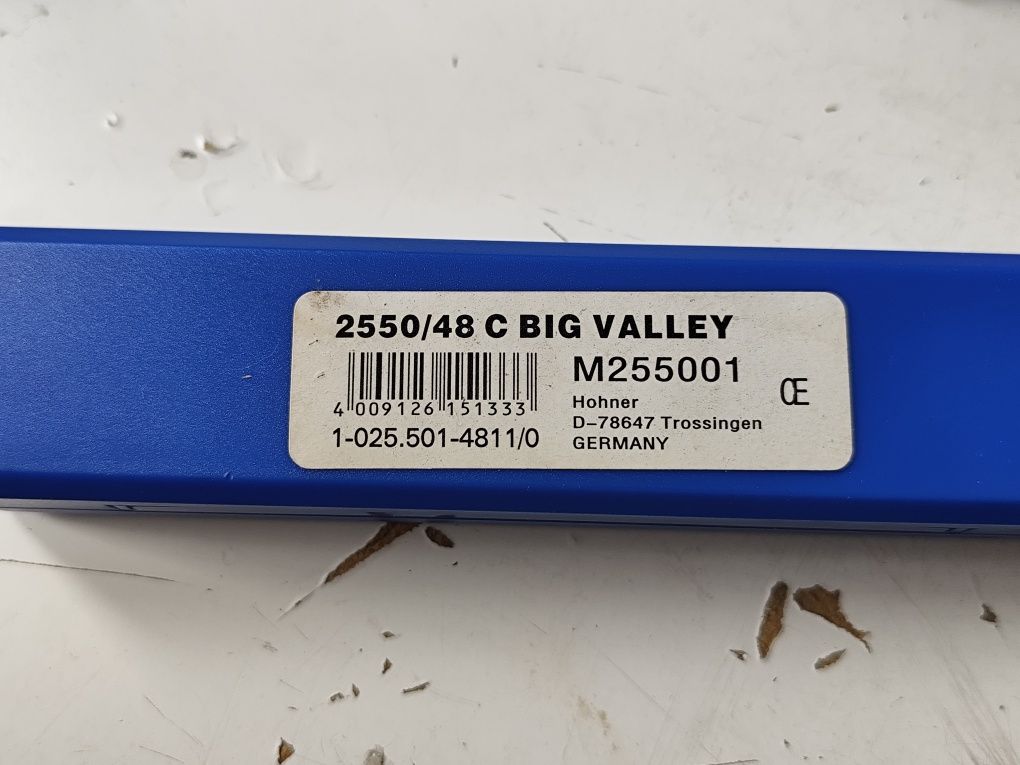 2550/48 C BIG VALLEY
M255001
4 009126 151333
Hohner
D-78647 Trossingen
GERMANY
1-025.501-4811/0
CE